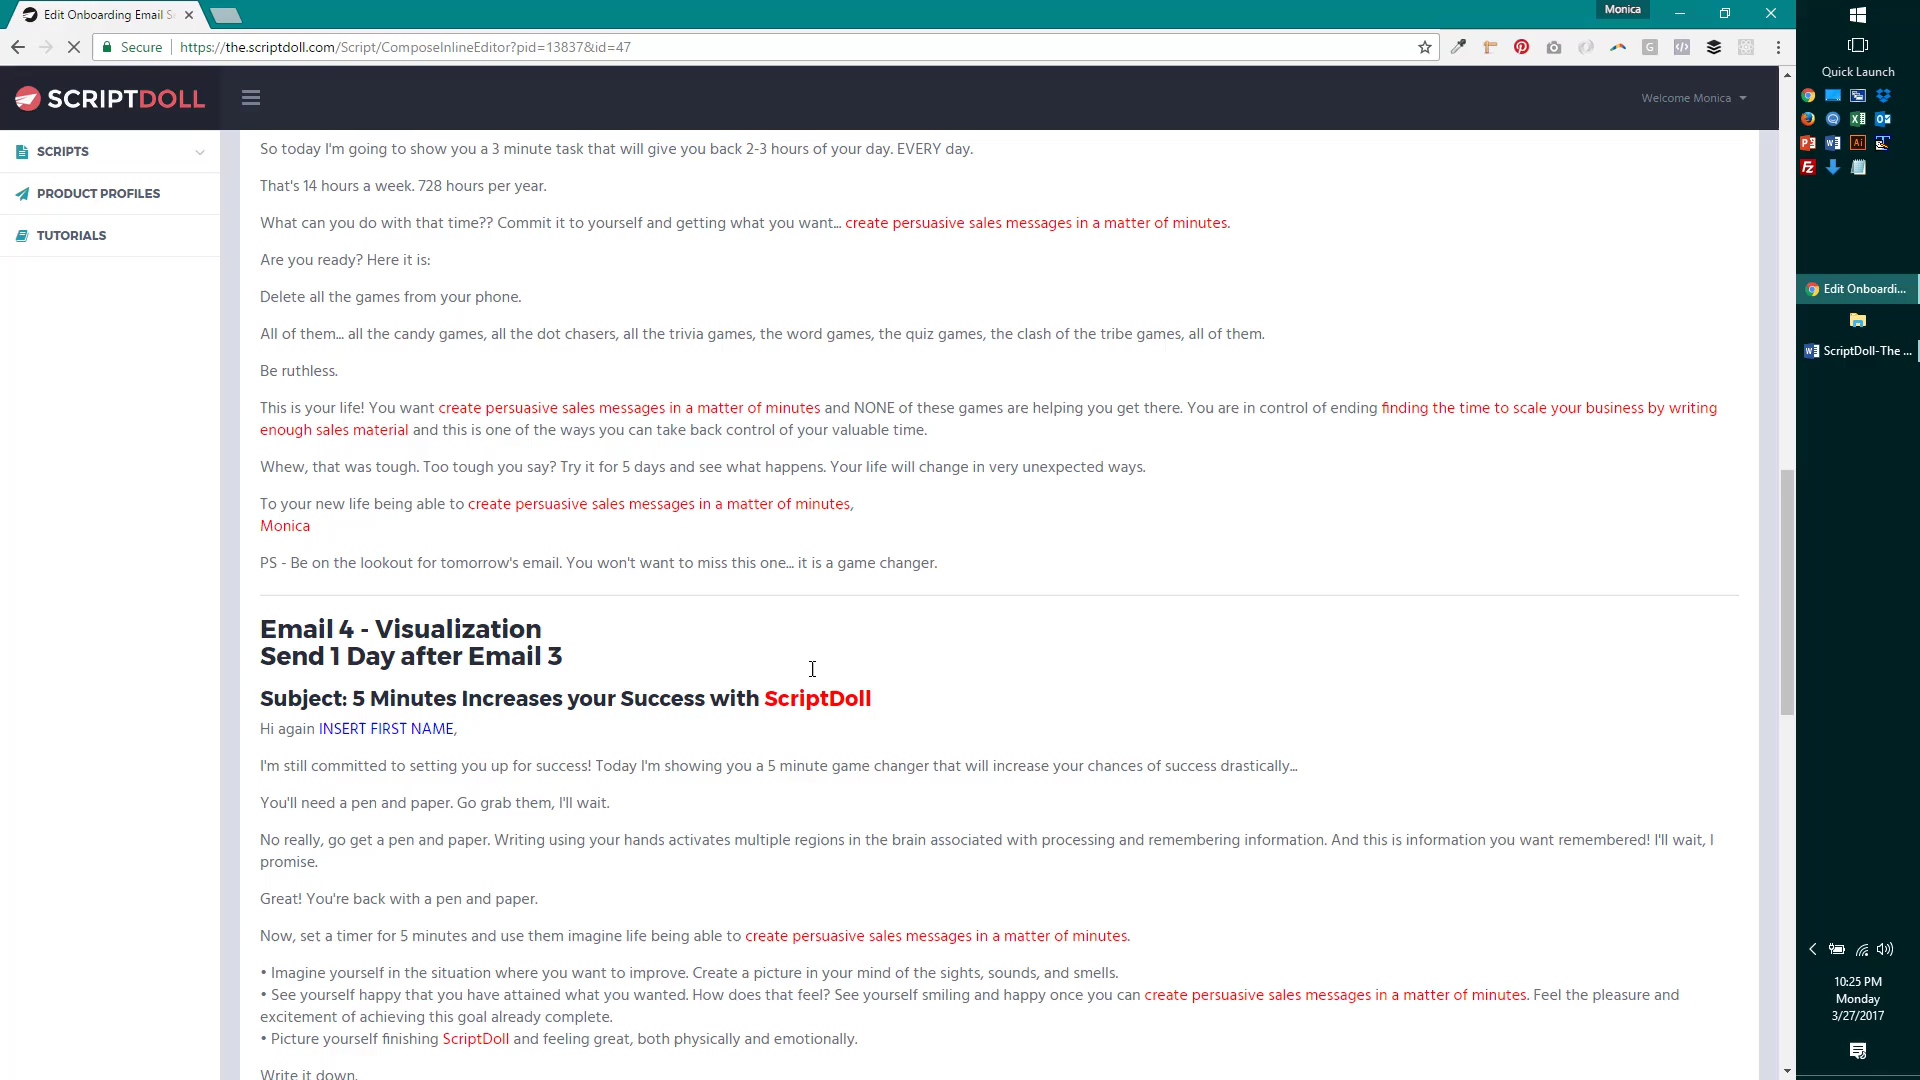 Edit Onboarding Email S
Monica
Secure
https://the.scriptdoll.com/Script/ComposeInlineEditor?pid=13837&id=47
SCRIPTDOLL
Welcome Monica
SCRIPTS
PRODUCT PROFILES
TUTORIALS
So today I'm going to show you a 3 minute task that will give you back 2-3 hours of your day. EVERY day.
That's 14 hours a week. 728 hours per year.
What can you do with that time?? Commit it to yourself and getting what you want... create persuasive sales messages in a matter of minutes.
Are you ready? Here it is:
Delete all the games from your phone.
All of them... all the candy games, all the dot chasers, all the trivia games, the word games, the quiz games, the clash of the tribe games, all of them.
Be ruthless.
This is your life! You want create persuasive sales messages in a matter of minutes and NONE of these games are helping you get there. You are in control of ending finding the time to scale your business by writing
enough sales material and this is one of the ways you can take back control of your valuable time.
Whew, that was tough. Too tough you say? Try it for 5 days and see what happens. Your life will change in very unexpected ways.
To your new life being able to create persuasive sales messages in a matter of minutes,
Monica
PS - Be on the lookout for tomorrow's email. You won't want to miss this one... it is a game changer.
Email 4 - Visualization
Send 1 Day after Email 3
Subject: 5 Minutes Increases your Success with ScriptDoll
Hi again INSERT FIRST NAME,
I'm still committed to setting you up for success! Today I'm showing you a 5 minute game changer that will increase your chances of success drastically...
You'll need a pen and paper. Go grab them, I'll wait.
No really, go get a pen and paper. Writing using your hands activates multiple regions in the brain associated with processing and remembering information. And this is information you want remembered! I'll wait, I
promise.
Great! You're back with a pen and paper.
Now, set a timer for 5 minutes and use them imagine life being able to create persuasive sales messages in a matter of minutes.
• Imagine yourself in the situation where you want to improve. Create a picture in your mind of the sights, sounds, and smells.
• See yourself happy that you have attained what you wanted. How does that feel? See yourself smiling and happy once you can create persuasive sales messages in a matter of minutes. Feel the pleasure and
excitement of achieving this goal already complete.
• Picture yourself finishing ScriptDoll and feeling great, both physically and emotionally.
Write it down.
Quick Launch
Edit Onboardi...
ScriptDoll-The ...
10:25 PM
Monday
3/27/2017